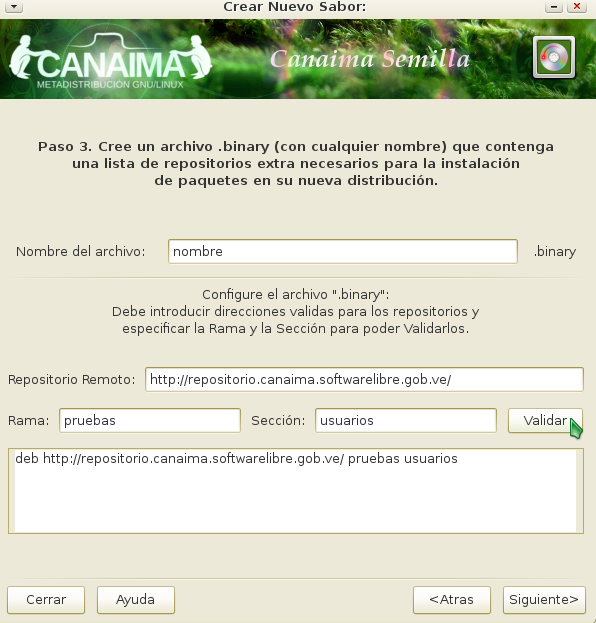 Crear Nuevo Sabor:
CANAIMA
METADISTRIBUCIÓN GNU/LINUX
Canaima Semilla
Paso 3. Cree un archivo .binary (con cualquier nombre) que contenga
una lista de repositorios extra necesarios para la instalación
de paquetes en su nueva distribución.
Nombre del archivo: nombre .binary
Configure el archivo ".binary":
Debe introducir direcciones validas para los repositorios y
especificar la Rama y la Sección para poder Validarlos.
Repositorio Remoto: http://repositorio.canaima.softwarelibre.gob.ve/
Rama: pruebas Sección: usuarios Validar
deb http://repositorio.canaima.softwarelibre.gob.ve/ pruebas usuarios
Cerrar Ayuda <Atras Siguiente>